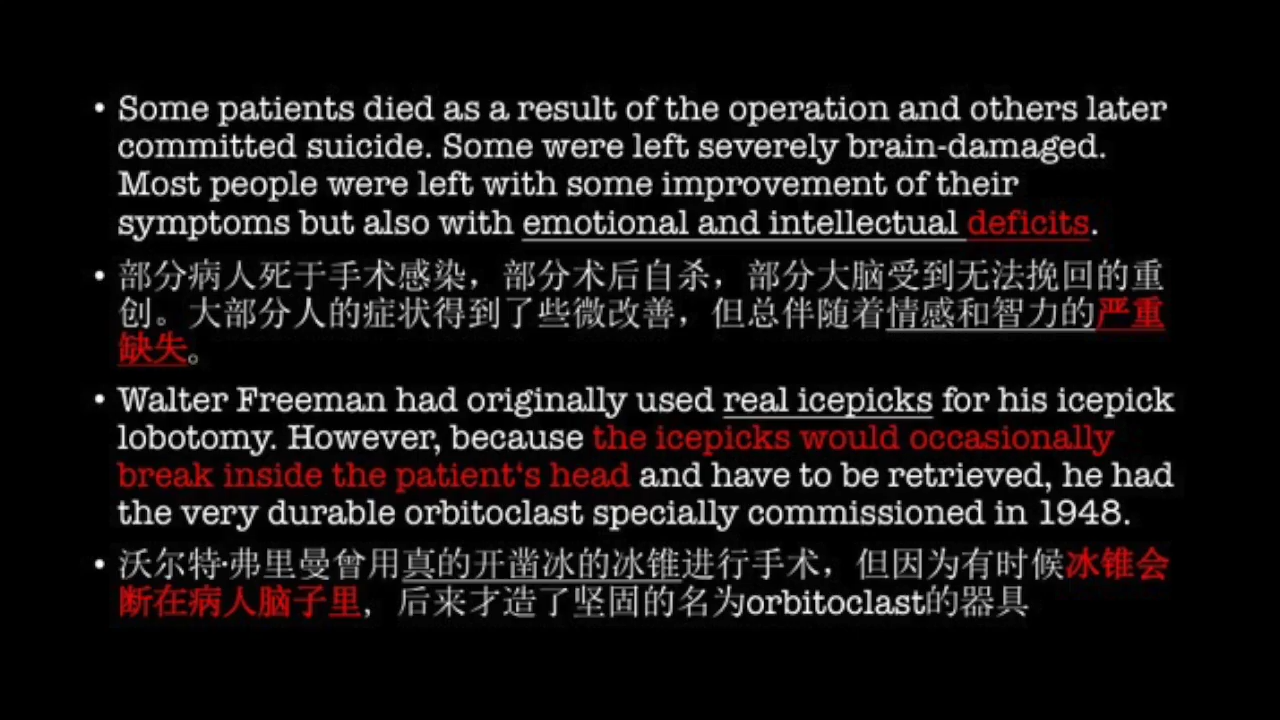 • Some patients died as a result of the operation and others later
committed suicide. Some were left severely brain-damaged.
Most people were left with some improvement of their
symptoms but also with emotional and intellectual deficits.
• 部分病人死于手术感染，部分术后自杀，部分大脑受到无法挽回的重
创。大部分人的症状得到了些微改善，但总伴随着情感和智力的严重
缺失。
• Walter Freeman had originally used real icepicks for his icepick
lobotomy. However, because the icepicks would occasionally
break inside the patient‘s head and have to be retrieved, he had
the very durable orbitoclast specially commissioned in 1948.
• 沃尔特·弗里曼曾用真的开凿冰的冰锥进行手术，但因为有时候冰锥会
断在病人脑子里，后来才造了坚固的名为orbitoclast的器具